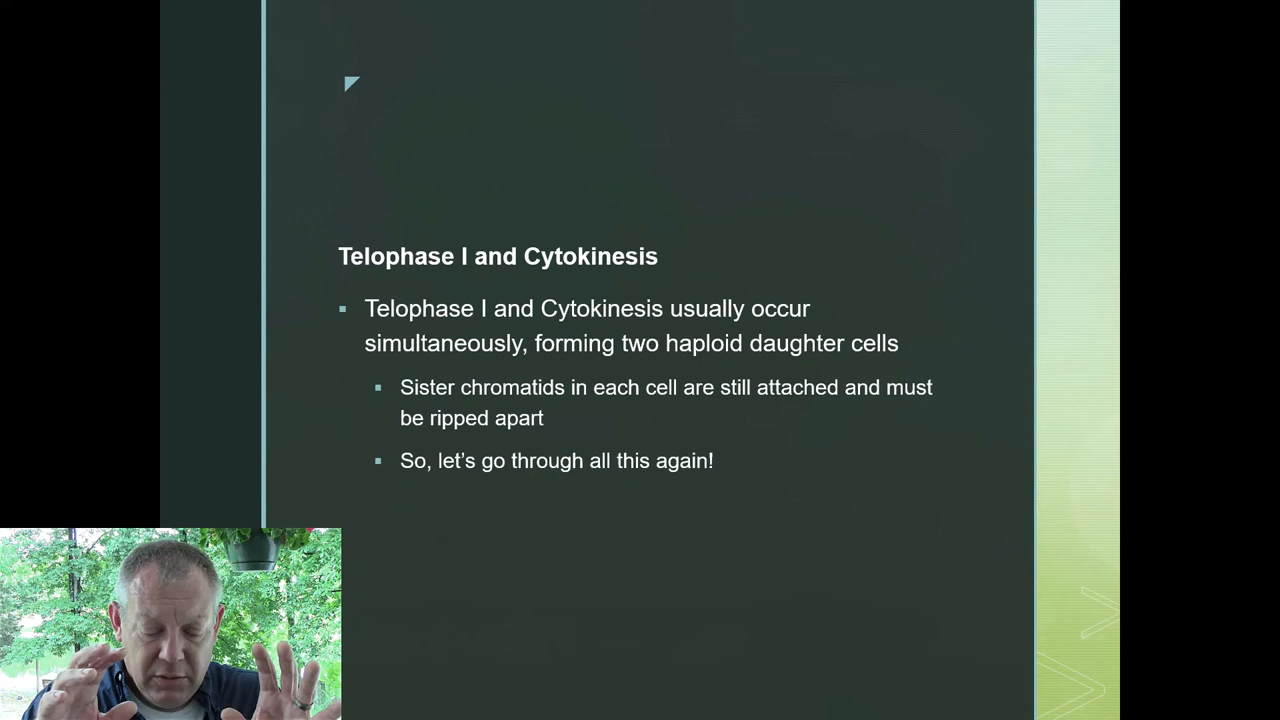 Telophase I and Cytokinesis
Telophase I and Cytokinesis usually occur
simultaneously, forming two haploid daughter cells
Sister chromatids in each cell are still attached and must
be ripped apart
So, let’s go through all this again!